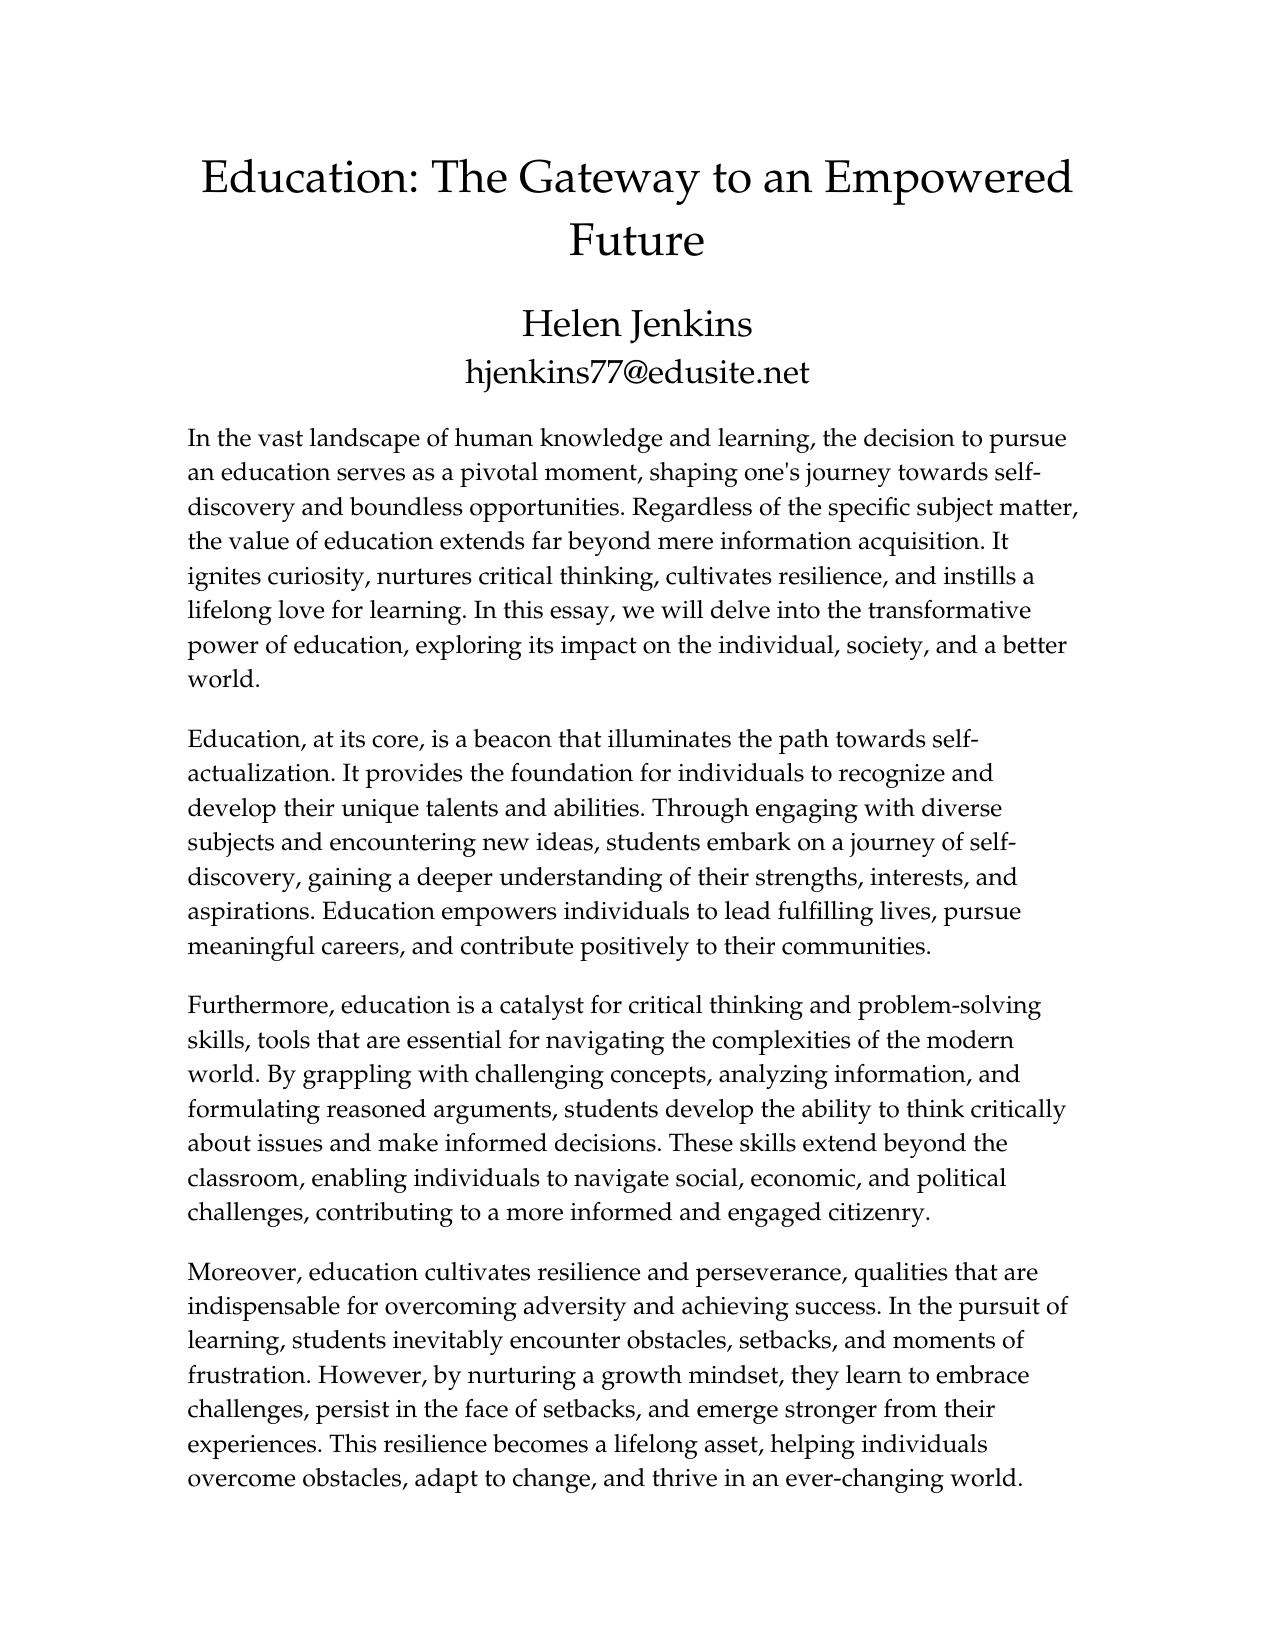 Education: The Gateway to an Empowered
Future
Helen Jenkins
hjenkins77@edusite.net
In the vast landscape of human knowledge and learning, the decision to pursue
an education serves as a pivotal moment, shaping one's journey towards self-
discovery and boundless opportunities. Regardless of the specific subject matter,
the value of education extends far beyond mere information acquisition. It
ignites curiosity, nurtures critical thinking, cultivates resilience, and instills a
lifelong love for learning. In this essay, we will delve into the transformative
power of education, exploring its impact on the individual, society, and a better
world.
Education, at its core, is a beacon that illuminates the path towards self-
actualization. It provides the foundation for individuals to recognize and
develop their unique talents and abilities. Through engaging with diverse
subjects and encountering new ideas, students embark on a journey of self-
discovery, gaining a deeper understanding of their strengths, interests, and
aspirations. Education empowers individuals to lead fulfilling lives, pursue
meaningful careers, and contribute positively to their communities.
Furthermore, education is a catalyst for critical thinking and problem-solving
skills, tools that are essential for navigating the complexities of the modern
world. By grappling with challenging concepts, analyzing information, and
formulating reasoned arguments, students develop the ability to think critically
about issues and make informed decisions. These skills extend beyond the
classroom, enabling individuals to navigate social, economic, and political
challenges, contributing to a more informed and engaged citizenry.
Moreover, education cultivates resilience and perseverance, qualities that are
indispensable for overcoming adversity and achieving success. In the pursuit of
learning, students inevitably encounter obstacles, setbacks, and moments of
frustration. However, by nurturing a growth mindset, they learn to embrace
challenges, persist in the face of setbacks, and emerge stronger from their
experiences. This resilience becomes a lifelong asset, helping individuals
overcome obstacles, adapt to change, and thrive in an ever-changing world.